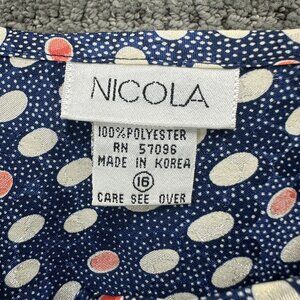 NICOLA
100%POLYESTER
RN 57096
MADE IN KOREA
16
CARE SEE OVER